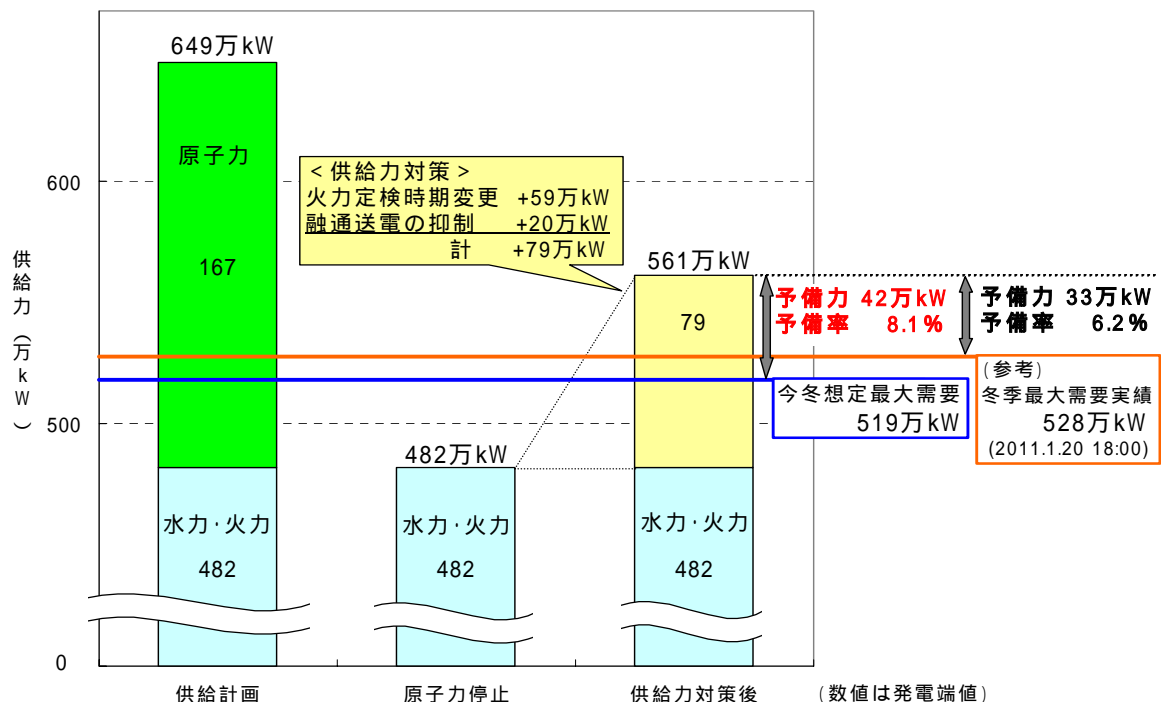 649万kW
原子力
167
水力・火力
482
<供給力対策>
火力定検時期変更 +59万kW
融通送電の抑制 +20万kW
計 +79万kW
482万kW
水力・火力
482
561万kW
79
水力・火力
482
予備力 42万kW
予備率 8.1%
予備力 33万kW
予備率 6.2%
今冬想定最大需要
519万kW
(参考)
冬季最大需要実績
528万kW
(2011.1.20 18:00)
供給力(万kW)
600
500
0
供給計画
原子力停止
供給力対策後
(数値は発電端値)